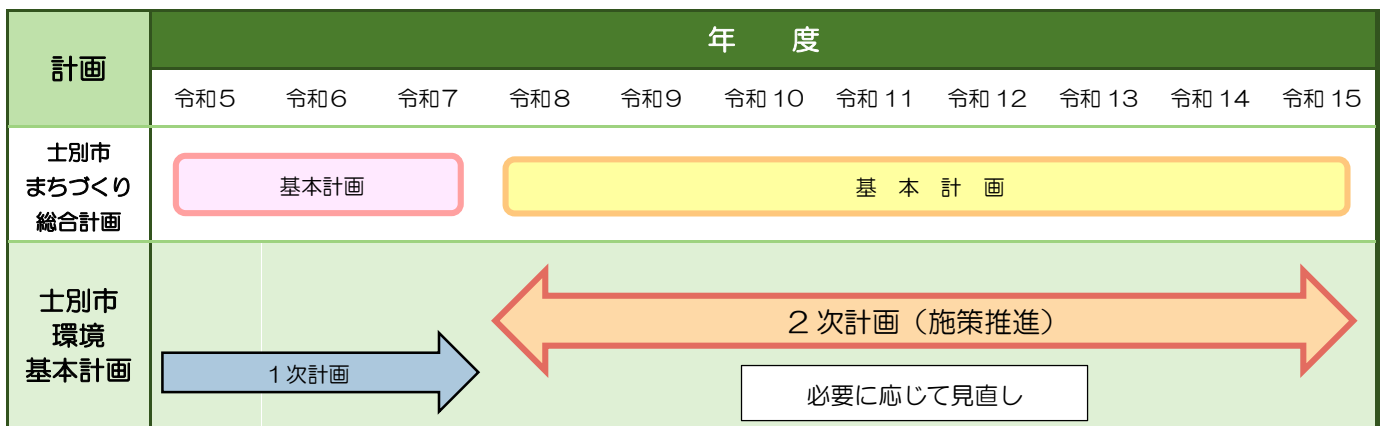 計画
年　度
令和5 令和6 令和7 令和8 令和9 令和10 令和11 令和12 令和13 令和14 令和15
士別市
まちづくり
総合計画
基本計画
基 本 計 画
士別市
環境
基本計画
2次計画（施策推進）
1次計画
必要に応じて見直し